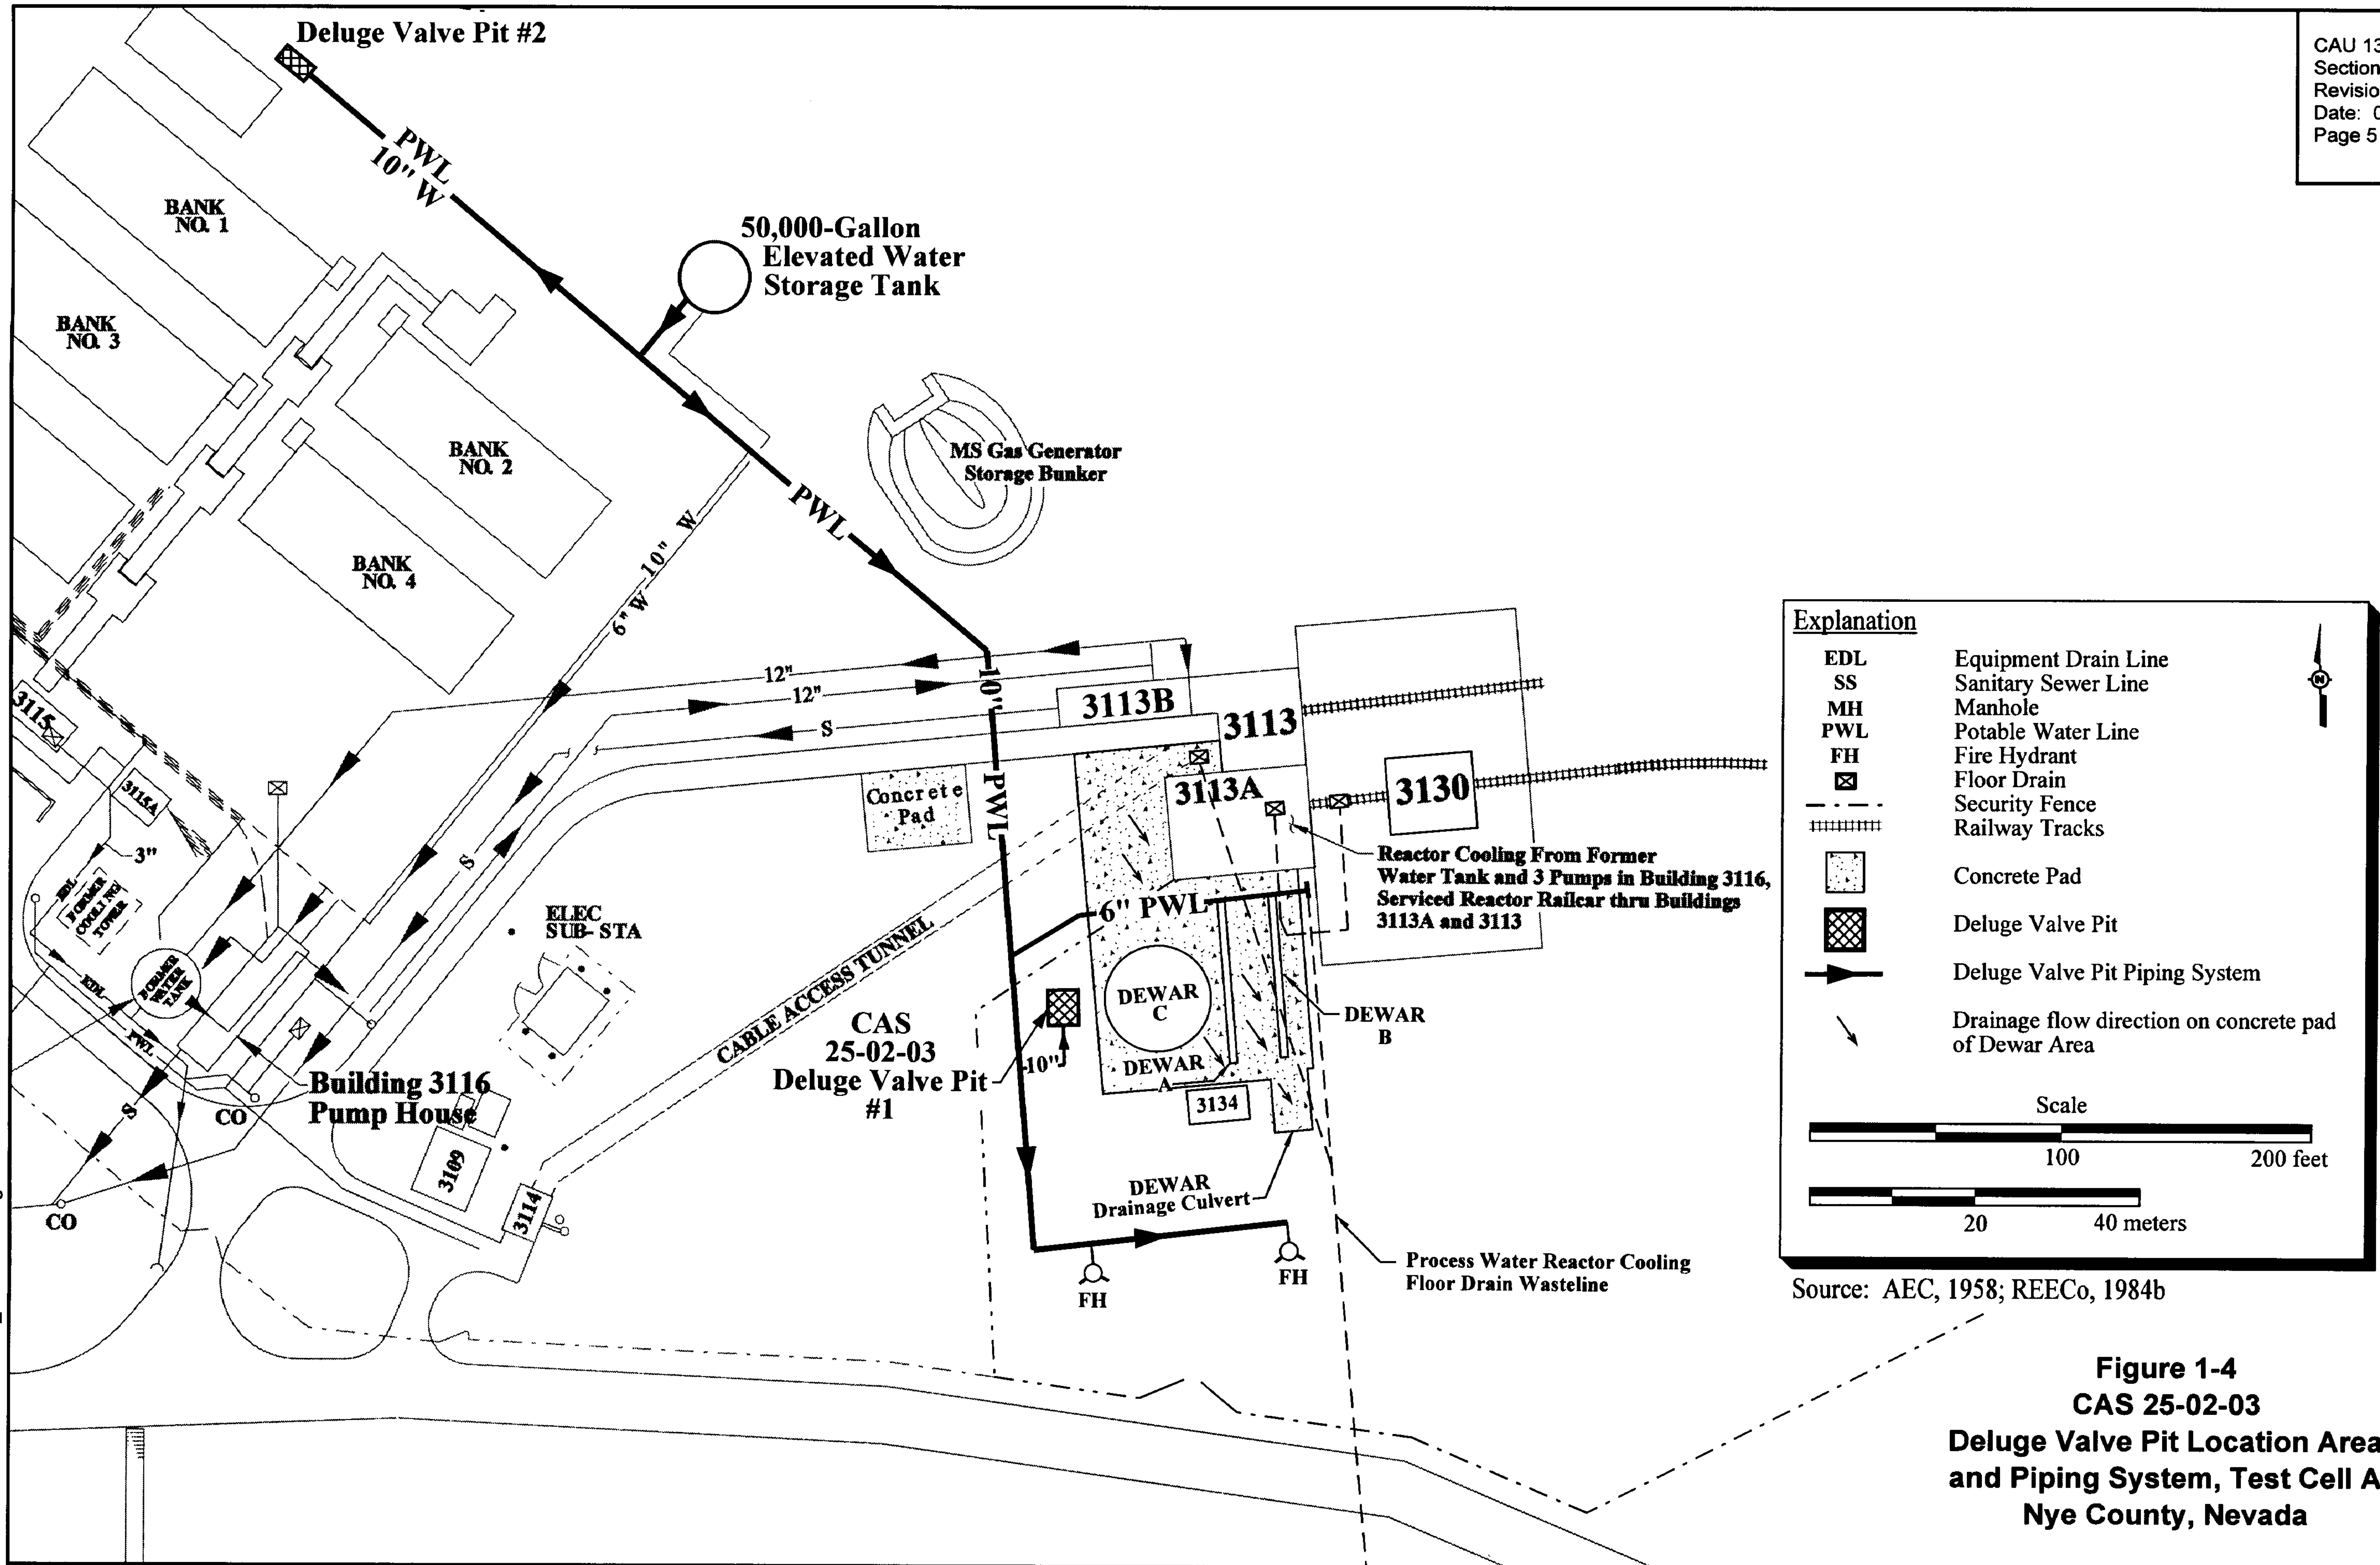 Deluge Valve Pit #2
CAU 13
Section
Revisio
Date: 0
Page 5
PWL
10" W
50,000-Gallon
Elevated Water
Storage Tank
BANK
NO. 1
BANK
NO. 3
BANK
NO. 2
BANK
NO. 4
MS Gas Generator
Storage Bunker
PWL
10" W
6" W
12"
12"
S
10"
PWL
3113B
3113
3113A
3130
Concrete
Pad
3115
3115A
3"
EDL
FORMER
COOLING
TOWER
S
FORMER
WATER
TANK
EDL
PWL
ELEC
SUB-STA
CABLE ACCESS TUNNEL
6" PWL
Reactor Cooling From Former
Water Tank and 3 Pumps in Building 3116,
Serviced Reactor Railcar thru Buildings
3113A and 3113
DEWAR
C
DEWAR
B
DEWAR
A
CAS
25-02-03
Deluge Valve Pit
#1
10"
3134
Building 3116
Pump House
CO
S
CO
3109
3114
DEWAR
Drainage Culvert
FH
FH
Process Water Reactor Cooling
Floor Drain Wasteline
Explanation
EDL Equipment Drain Line
SS Sanitary Sewer Line
MH Manhole
PWL Potable Water Line
FH Fire Hydrant
Floor Drain
Security Fence
Railway Tracks
Concrete Pad
Deluge Valve Pit
Deluge Valve Pit Piping System
Drainage flow direction on concrete pad
of Dewar Area
N
Scale
100 200 feet
20 40 meters
Source: AEC, 1958; REECo, 1984b
Figure 1-4
CAS 25-02-03
Deluge Valve Pit Location Area
and Piping System, Test Cell A
Nye County, Nevada